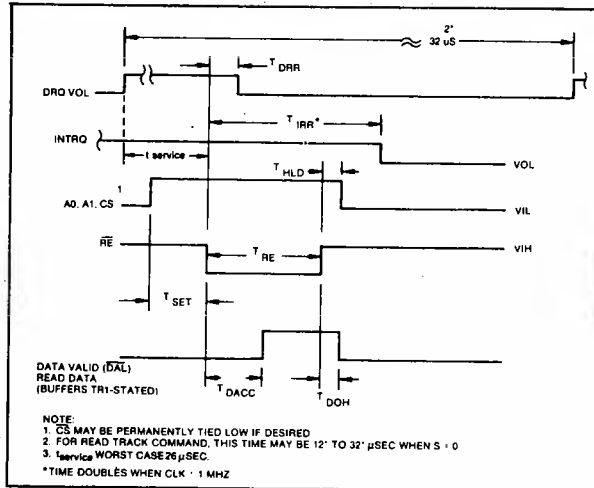 2*
32 uS
T DRR
DRQ VOL
T IRR*
INTRQ
t service
VOL
T HLD
1
A0. A1. CS
VIL
RE
T RE
VIH
T SET
DATA VALID (DAL)
READ DATA
(BUFFERS TR1-STATED)
T DACC
T DOH
NOTE:
1. CS MAY BE PERMANENTLY TIED LOW IF DESIRED
2. FOR READ TRACK COMMAND, THIS TIME MAY BE 12* TO 32* µSEC WHEN S = 0
3. tservice WORST CASE 26 µSEC.
*TIME DOUBLES WHEN CLK · 1 MHZ